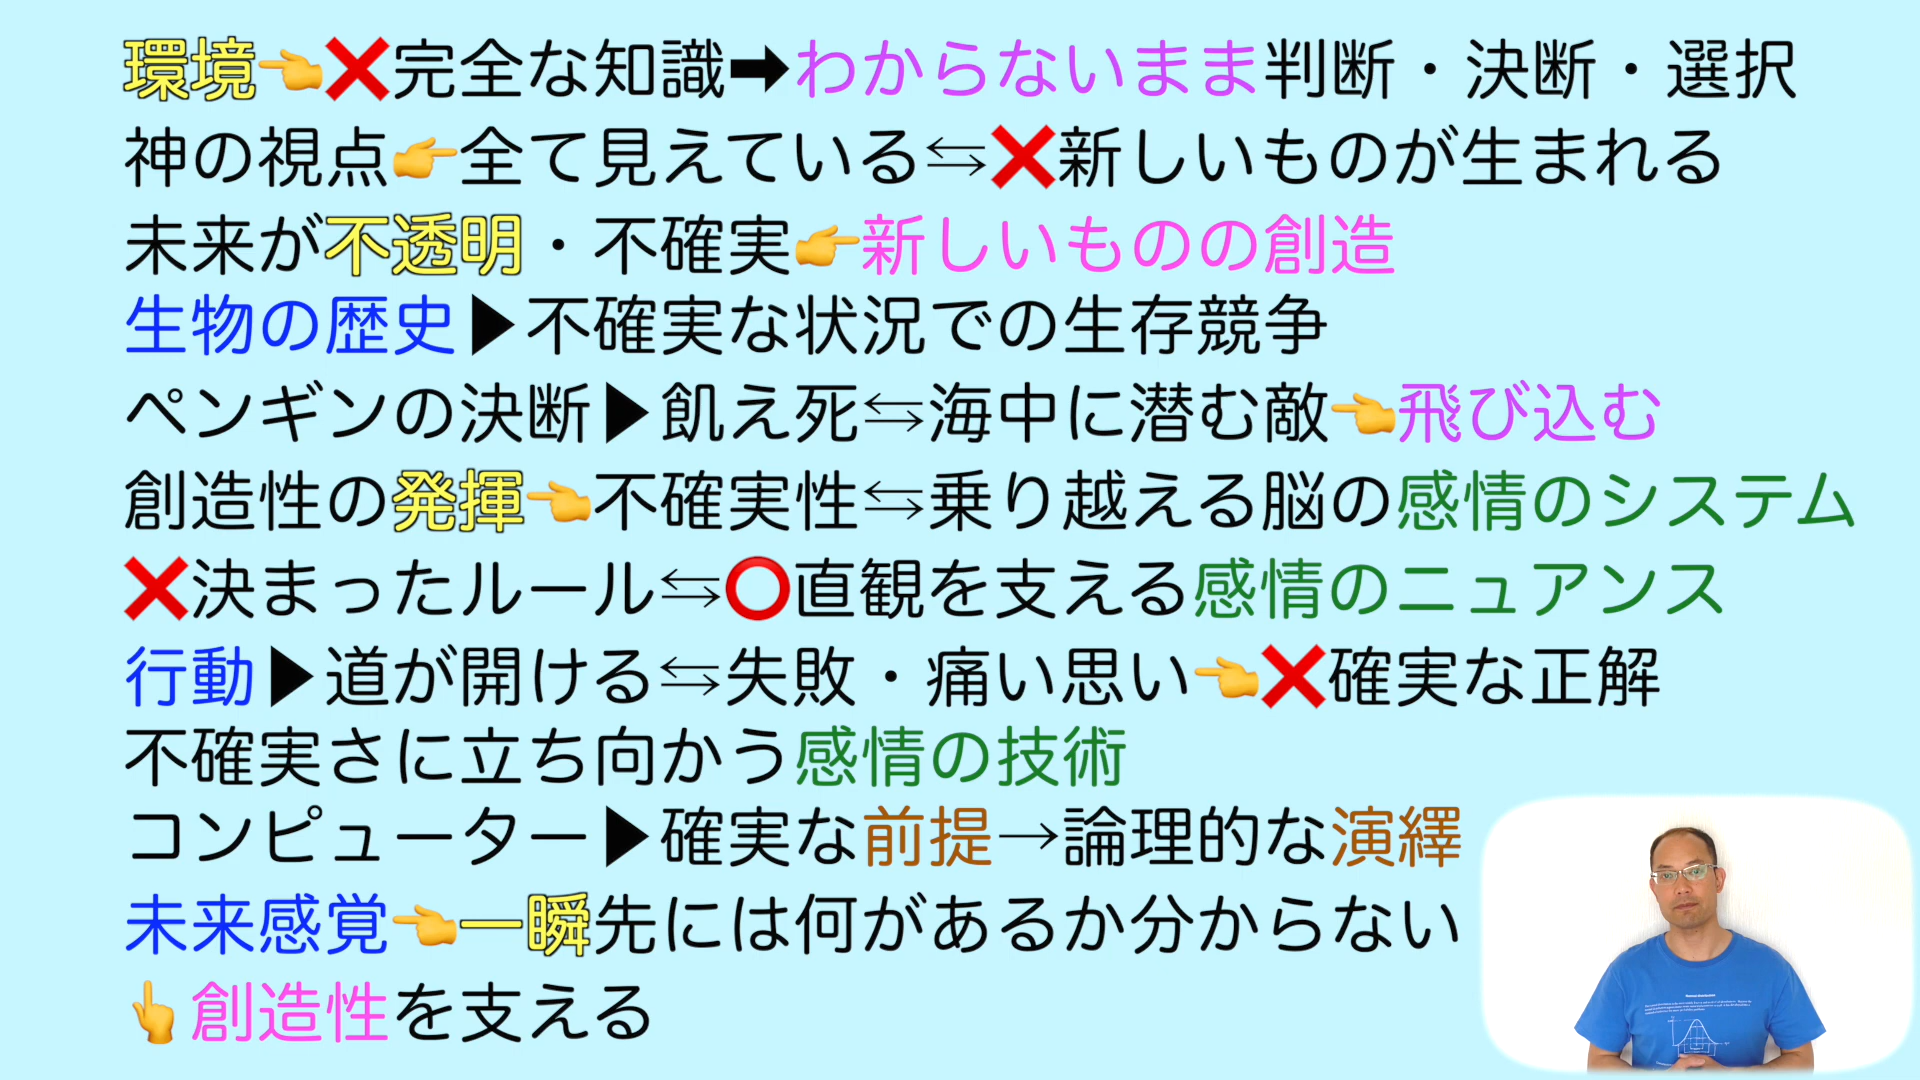 環境👈❌完全な知識➡わからないまま判断・決断・選択
神の視点👉全て見えている⇆❌新しいものが生まれる
未来が不透明・不確実👉新しいものの創造
生物の歴史▶不確実な状況での生存競争
ペンギンの決断▶飢え死⇆海中に潜む敵👈飛び込む
創造性の発揮👈不確実性⇆乗り越える脳の感情のシステム
❌決まったルール⇆⭕直観を支える感情のニュアンス
行動▶道が開ける⇆失敗・痛い思い👈❌確実な正解
不確実さに立ち向かう感情の技術
コンピューター▶確実な前提→論理的な演繹
未来感覚👈一瞬先には何があるか分からない
👆創造性を支える